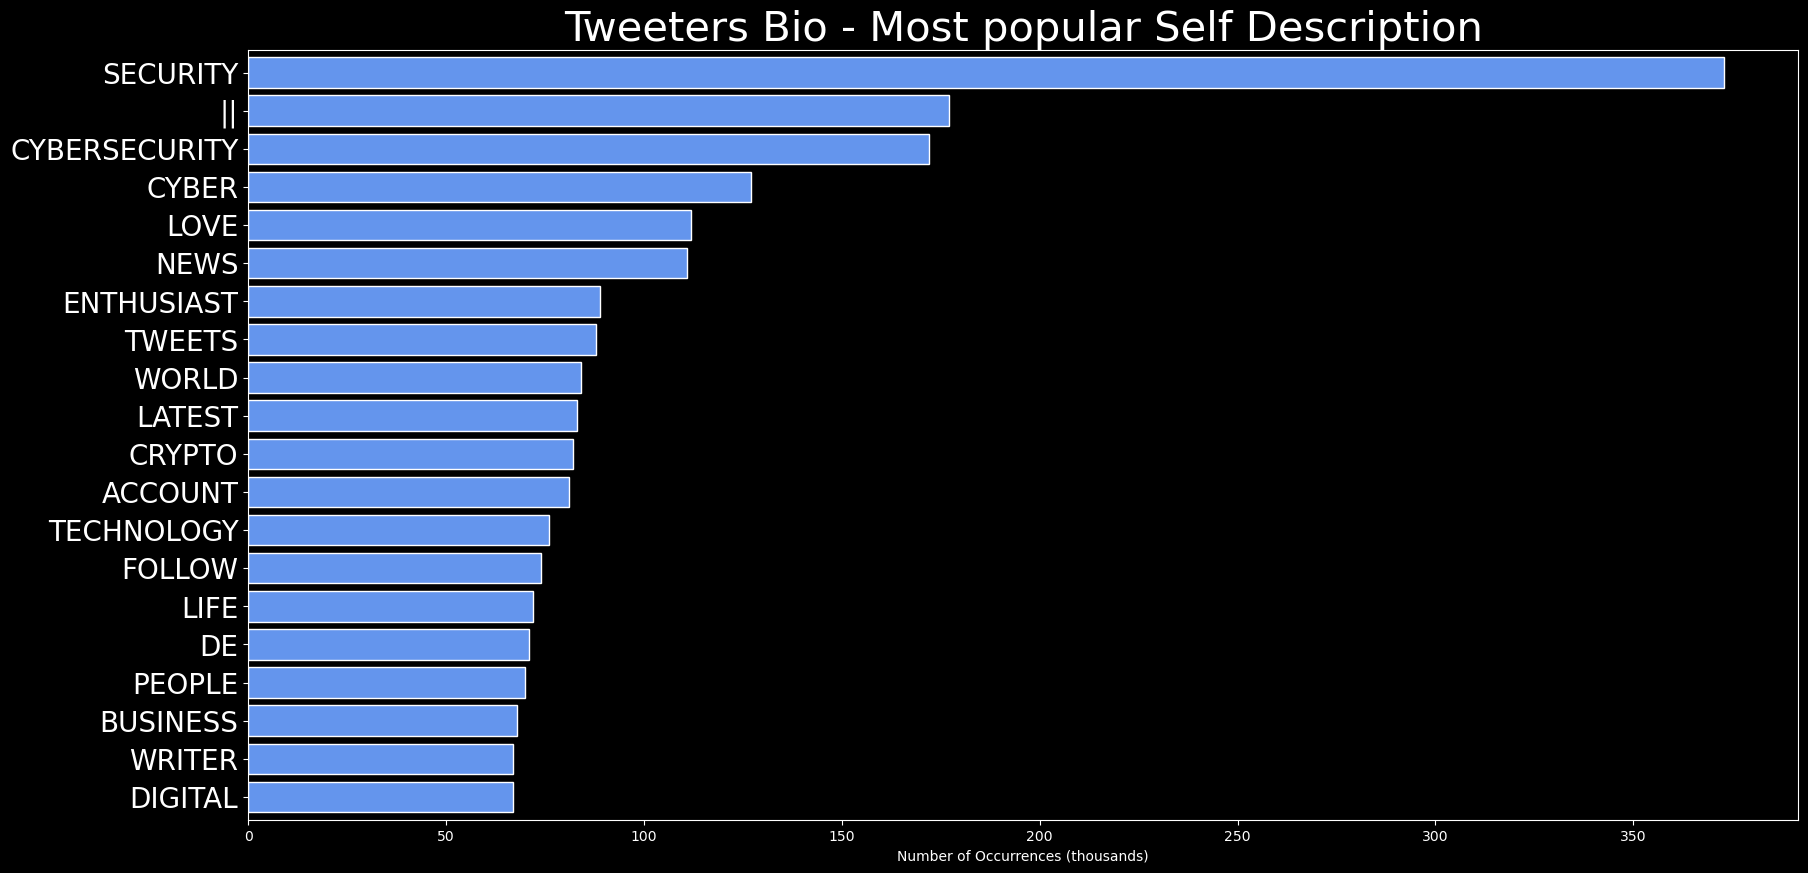 Tweeters Bio - Most popular Self Description
SECURITY
||
CYBERSECURITY
CYBER
LOVE
NEWS
ENTHUSIAST
TWEETS
WORLD
LATEST
CRYPTO
ACCOUNT
TECHNOLOGY
FOLLOW
LIFE
DE
PEOPLE
BUSINESS
WRITER
DIGITAL
0 50 100 150 200 250 300 350
Number of Occurrences (thousands)